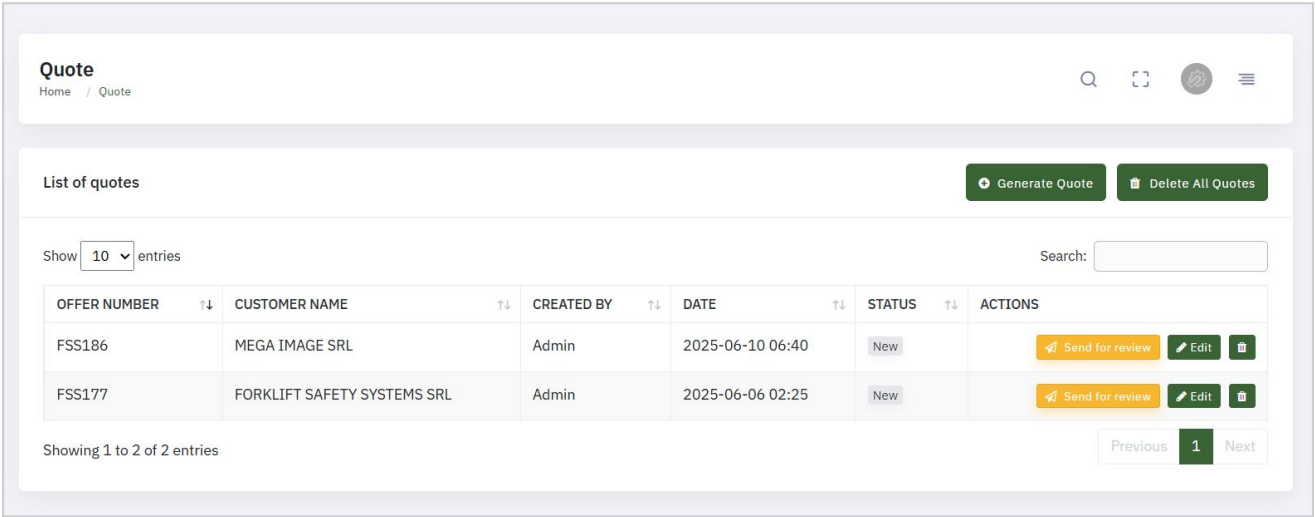 Quote
Home / Quote
List of quotes
Generate Quote
Delete All Quotes
Show 10 entries
Search:
OFFER NUMBER CUSTOMER NAME CREATED BY DATE STATUS ACTIONS
FSS186 MEGA IMAGE SRL Admin 2025-06-10 06:40 New Send for review Edit
FSS177 FORKLIFT SAFETY SYSTEMS SRL Admin 2025-06-06 02:25 New Send for review Edit
Showing 1 to 2 of 2 entries
Previous 1 Next